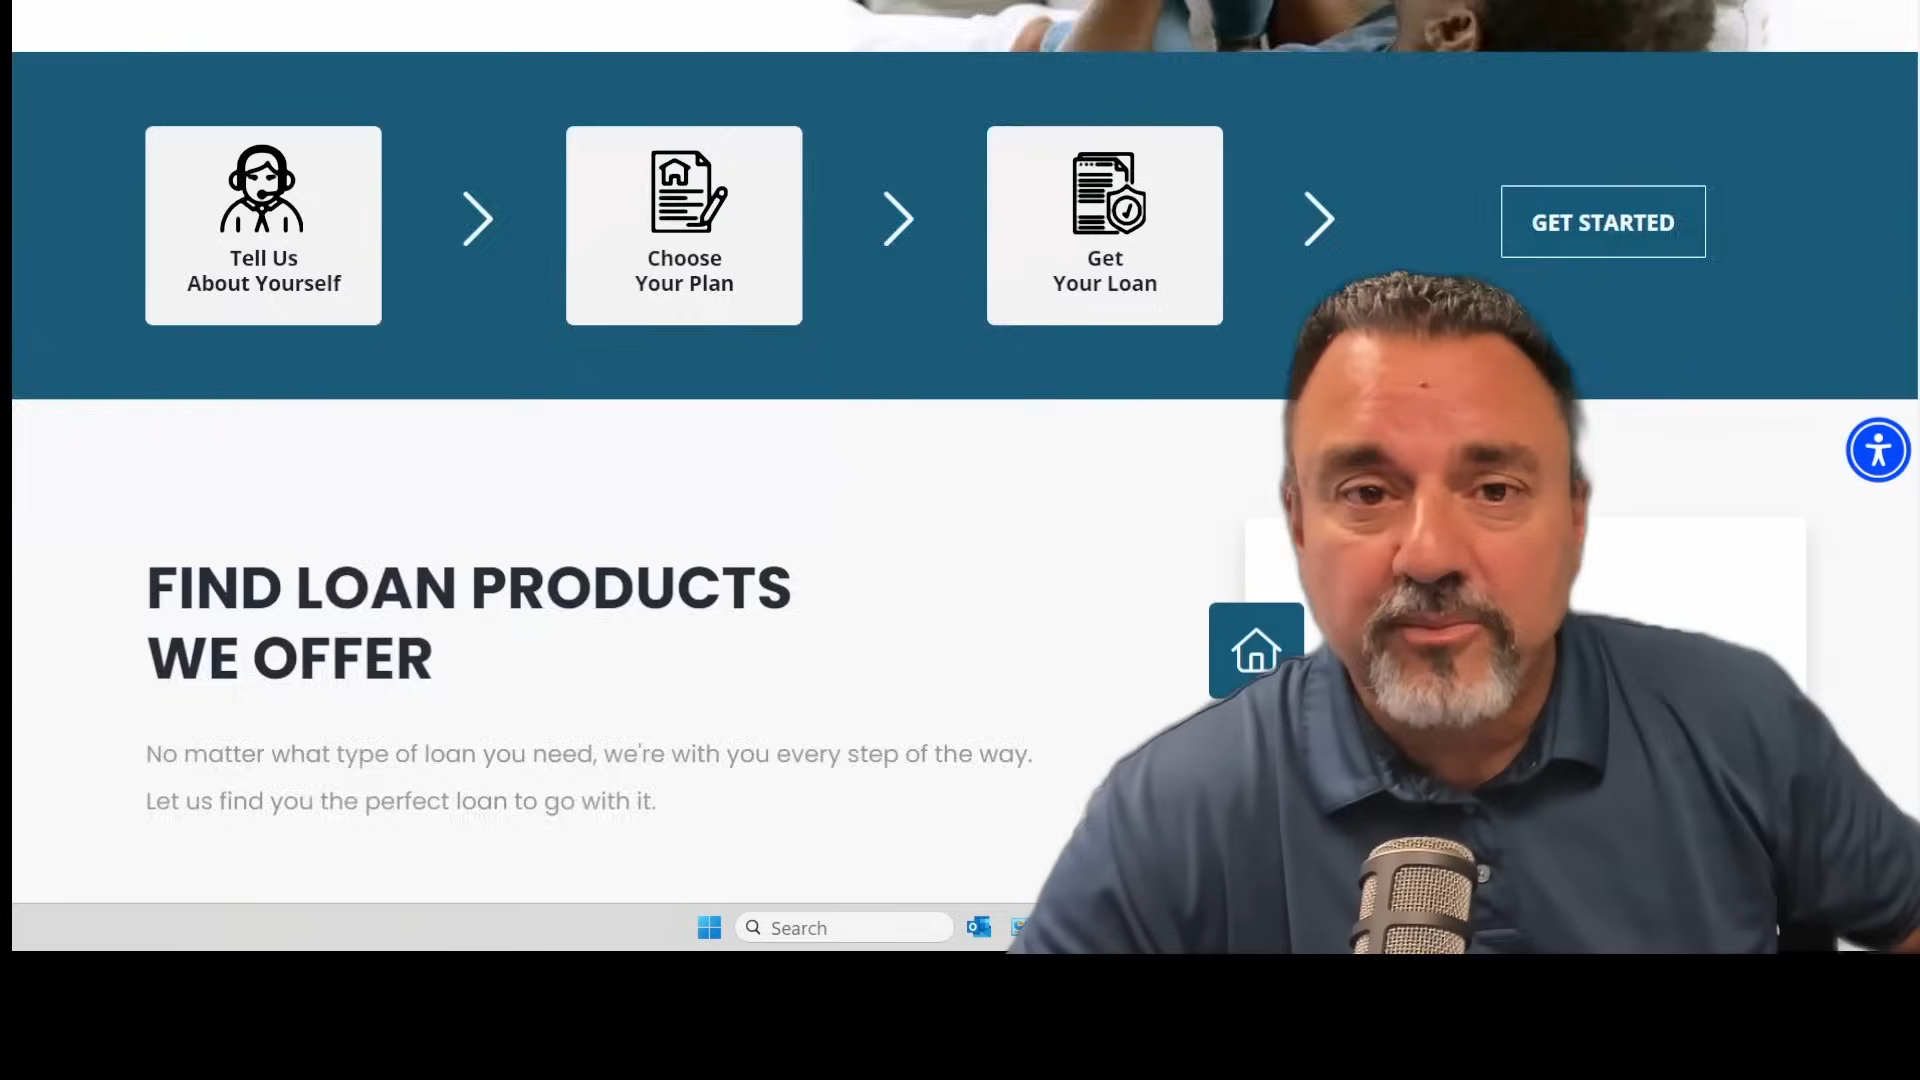 Tell Us
About Yourself
Choose
Your Plan
Get
Your Loan
GET STARTED
FIND LOAN PRODUCTS
WE OFFER
No matter what type of loan you need, we're with you every step of the way.
Let us find you the perfect loan to go with it.
Search